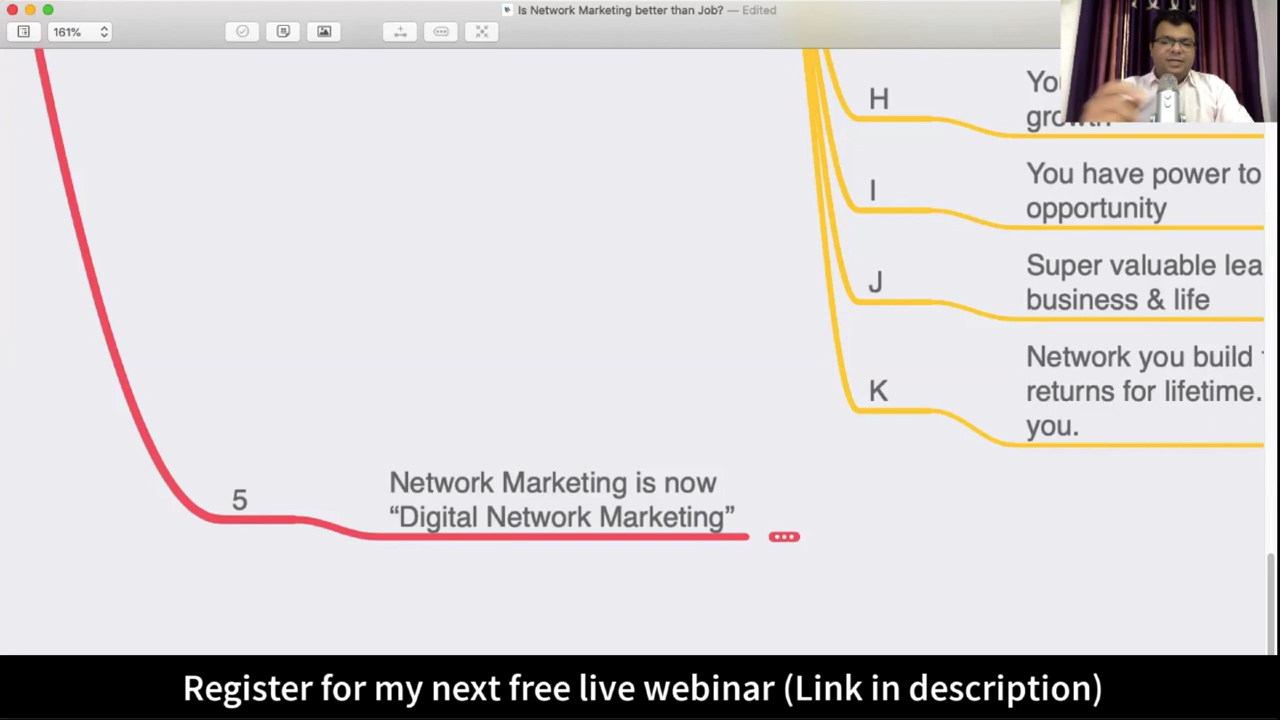 Is Network Marketing better than Job? — Edited
161%
H
growth
I
You have power to
opportunity
J
Super valuable
business & life
K
Network you build
returns for lifetime.
you.
5
Network Marketing is now
“Digital Network Marketing”
Register for my next free live webinar (Link in description)